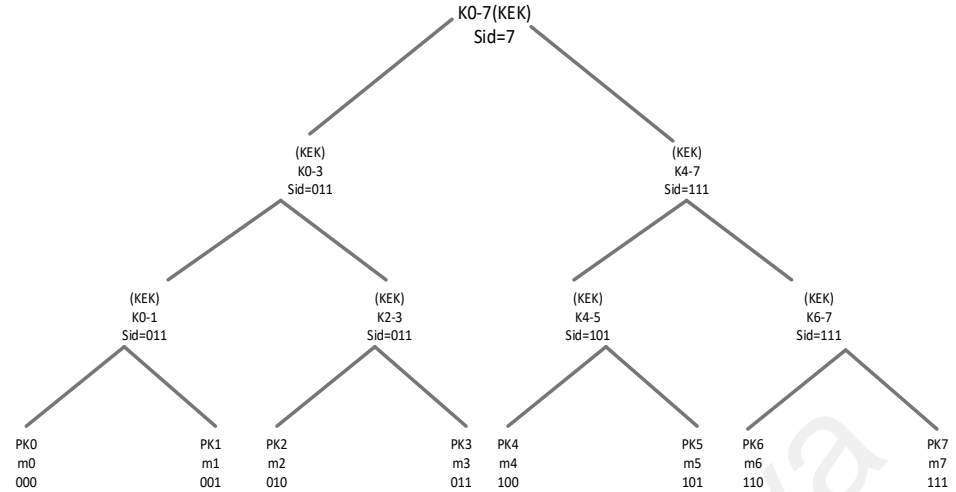 K0-7(KEK)
Sid=7
(KEK)
K0-3
Sid=011
(KEK)
K4-7
Sid=111
(KEK)
K0-1
Sid=011
(KEK)
K2-3
Sid=011
(KEK)
K4-5
Sid=101
(KEK)
K6-7
Sid=111
PK0
m0
000
PK1
m1
001
PK2
m2
010
PK3
m3
011
PK4
m4
100
PK5
m5
101
PK6
m6
110
PK7
m7
111